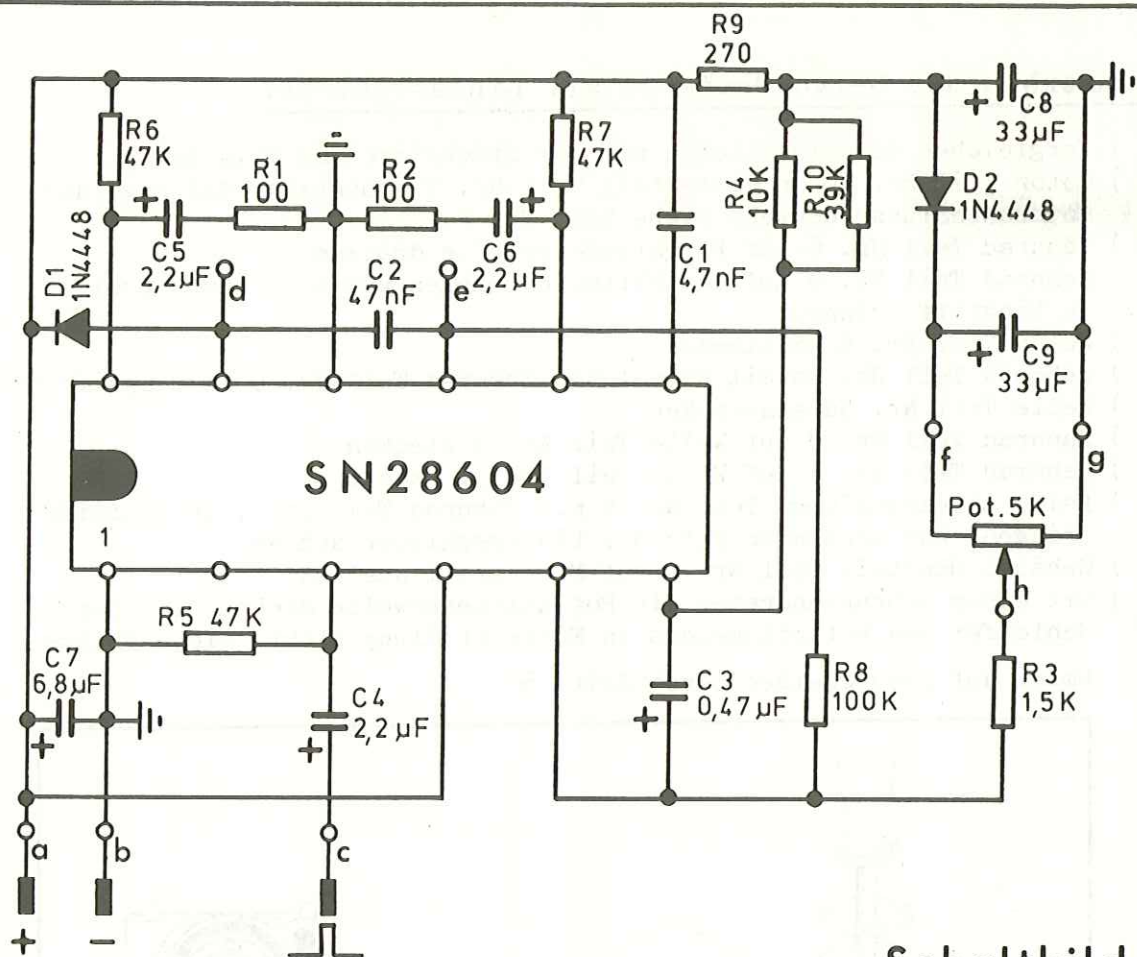 R9
270
R6
47K
R1
100
R2
100
R7
47K
C8
33µF
R4
10K
R10
39K
D2
1N4448
D1
1N4448
C5
2,2µF
d
C2
47nF
e
C6
2,2µF
C1
4,7nF
C9
33µF
f
g
SN28604
1
Pot.5K
h
R5 47K
C7
6,8µF
C4
2,2µF
C3
0,47µF
R8
100K
R3
1,5K
a
b
c
+
−